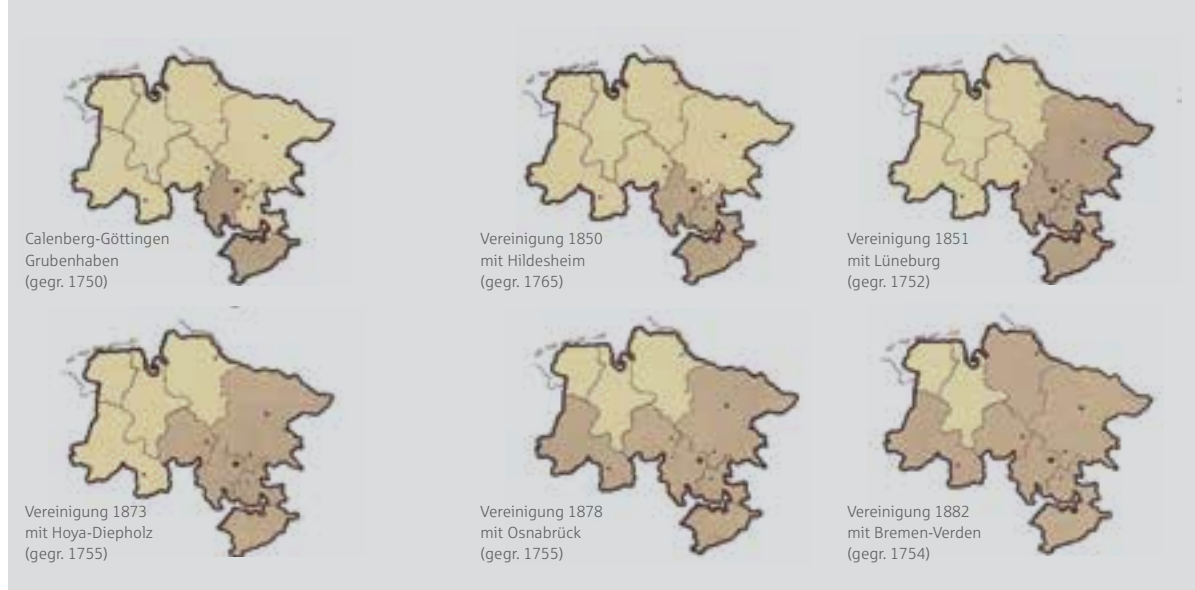 Calenberg-Göttingen
Grubenhaben
(gegr. 1750)
Vereinigung 1850
mit Hildesheim
(gegr. 1765)
Vereinigung 1851
mit Lüneburg
(gegr. 1752)
Vereinigung 1873
mit Hoya-Diepholz
(gegr. 1755)
Vereinigung 1878
mit Osnabrück
(gegr. 1755)
Vereinigung 1882
mit Bremen-Verden
(gegr. 1754)